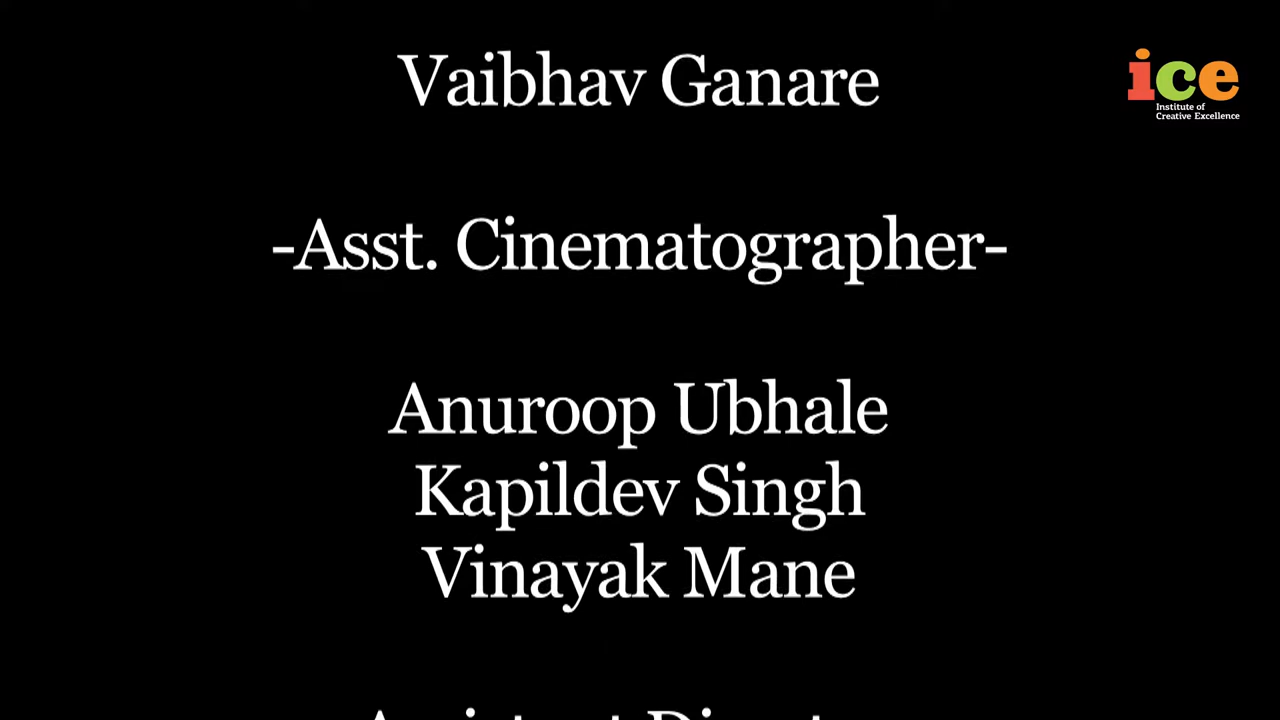 Vaibhav Ganare
ice
Institute of
Creative Excellence
-Asst. Cinematographer-
Anuroop Ubhale
Kapildev Singh
Vinayak Mane